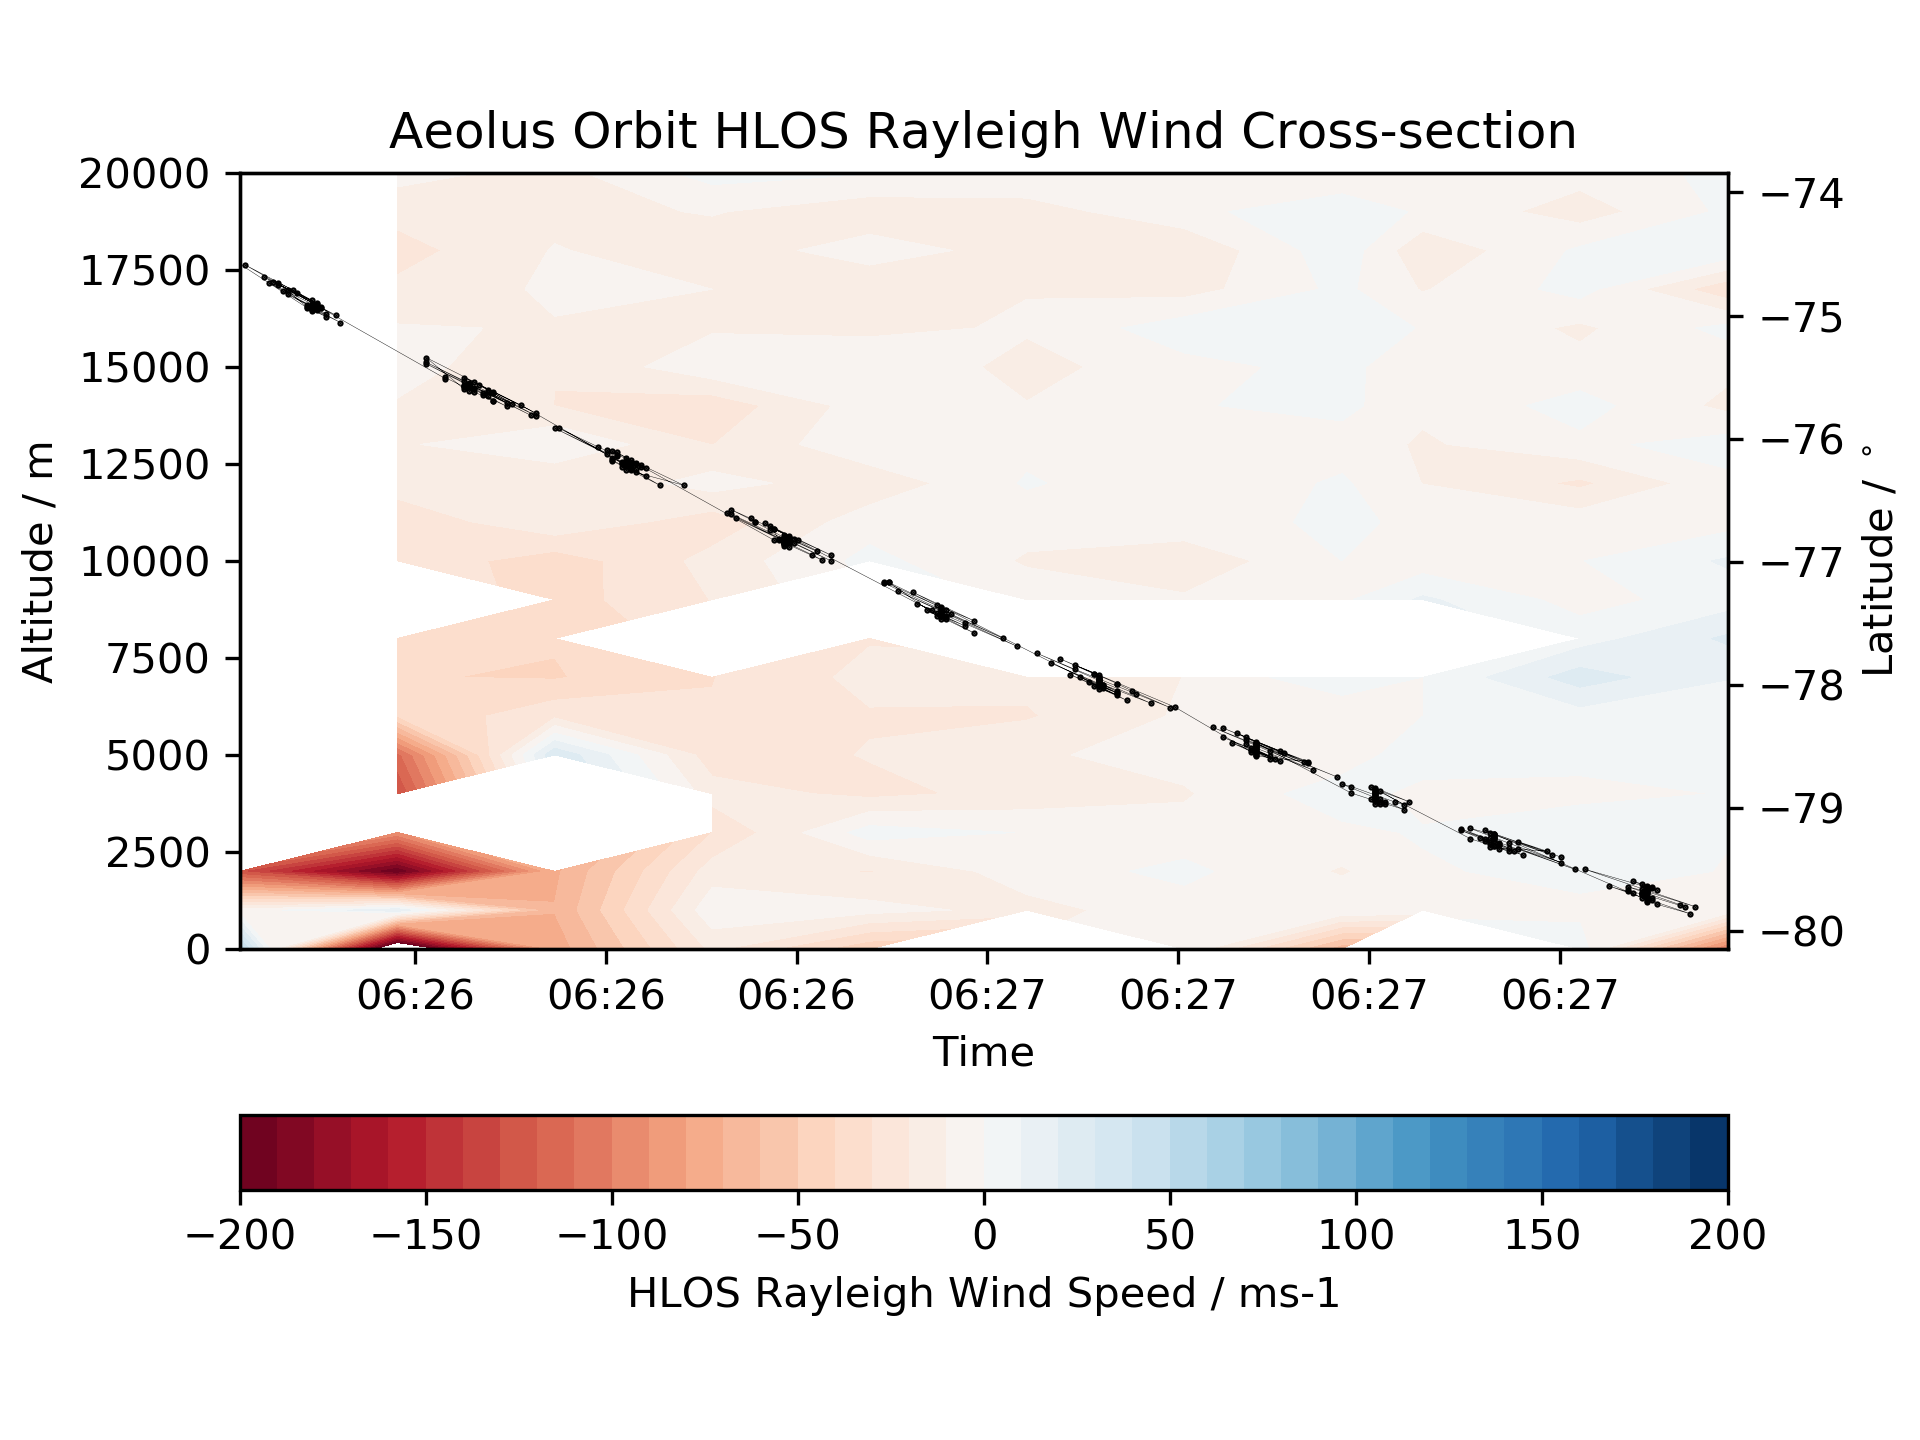 Aeolus Orbit HLOS Rayleigh Wind Cross-section
20000
17500
15000
12500
10000
7500
5000
2500
0
Altitude / m
−74
−75
−76
−77
−78
−79
−80
Latitude / °
06:26 06:26 06:26 06:27 06:27 06:27 06:27
Time
−200 −150 −100 −50 0 50 100 150 200
HLOS Rayleigh Wind Speed / ms-1